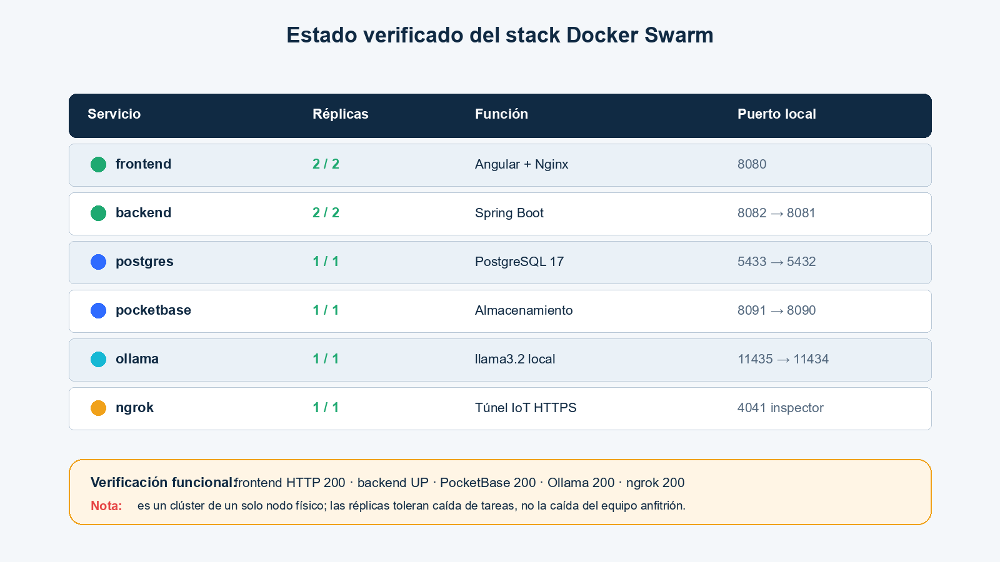 Estado verificado del stack Docker Swarm
Servicio Réplicas Función Puerto local
frontend 2 / 2 Angular + Nginx 8080
backend 2 / 2 Spring Boot 8082 → 8081
postgres 1 / 1 PostgreSQL 17 5433 → 5432
pocketbase 1 / 1 Almacenamiento 8091 → 8090
ollama 1 / 1 llama3.2 local 11435 → 11434
ngrok 1 / 1 Túnel IoT HTTPS 4041 inspector
Verificación funcional: frontend HTTP 200 · backend UP · PocketBase 200 · Ollama 200 · ngrok 200
Nota: es un clúster de un solo nodo físico; las réplicas toleran caída de tareas, no la caída del equipo anfitrión.